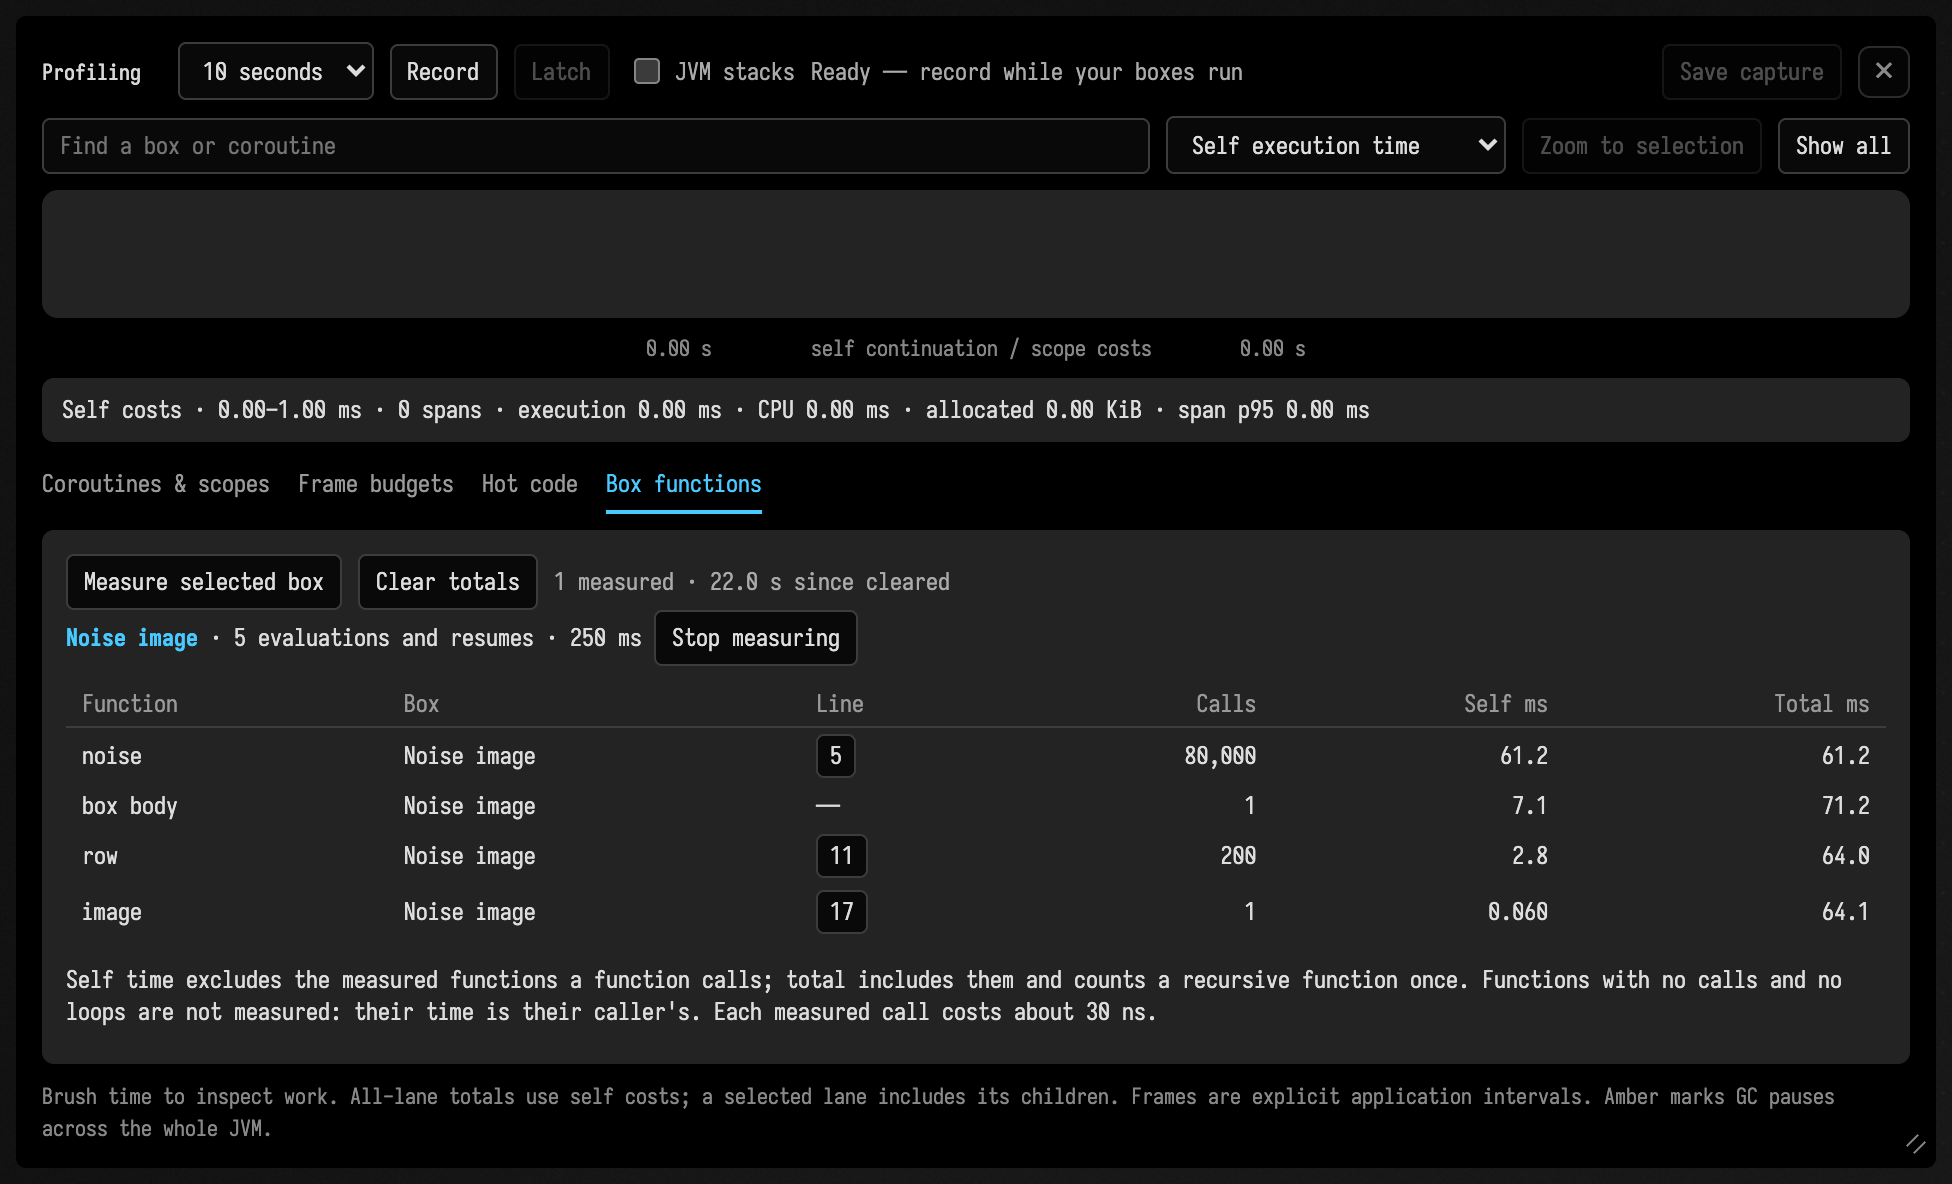 Profiling 10 seconds Record Latch JVM stacks Ready — record while your boxes run Save capture ✕
Find a box or coroutine Self execution time Zoom to selection Show all
0.00 s self continuation / scope costs 0.00 s
Self costs · 0.00–1.00 ms · 0 spans · execution 0.00 ms · CPU 0.00 ms · allocated 0.00 KiB · span p95 0.00 ms
Coroutines & scopes Frame budgets Hot code Box functions
Measure selected box Clear totals 1 measured · 22.0 s since cleared
Noise image · 5 evaluations and resumes · 250 ms Stop measuring
Function Box Line Calls Self ms Total ms
noise Noise image 5 80,000 61.2 61.2
box body Noise image — 1 7.1 71.2
row Noise image 11 200 2.8 64.0
image Noise image 17 1 0.060 64.1
Self time excludes the measured functions a function calls; total includes them and counts a recursive function once. Functions with no calls and no
loops are not measured: their time is their caller's. Each measured call costs about 30 ns.
Brush time to inspect work. All-lane totals use self costs; a selected lane includes its children. Frames are explicit application intervals. Amber marks GC pauses
across the whole JVM.